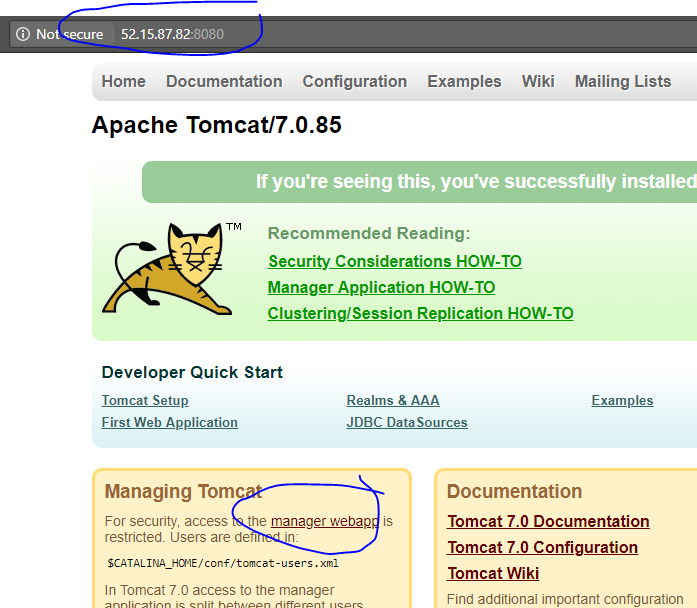 Not secure 52.15.87.82:8080
Home Documentation Configuration Examples Wiki Mailing Lists
Apache Tomcat/7.0.85
If you're seeing this, you've successfully installed
TM
Recommended Reading:
Security Considerations HOW-TO
Manager Application HOW-TO
Clustering/Session Replication HOW-TO
Developer Quick Start
Tomcat Setup
First Web Application
Realms & AAA
JDBC DataSources
Examples
Managing Tomcat
For security, access to the manager webapp is
restricted. Users are defined in:
$CATALINA_HOME/conf/tomcat-users.xml
In Tomcat 7.0 access to the manager
application is split between different users
Documentation
Tomcat 7.0 Documentation
Tomcat 7.0 Configuration
Tomcat Wiki
Find additional important configuration